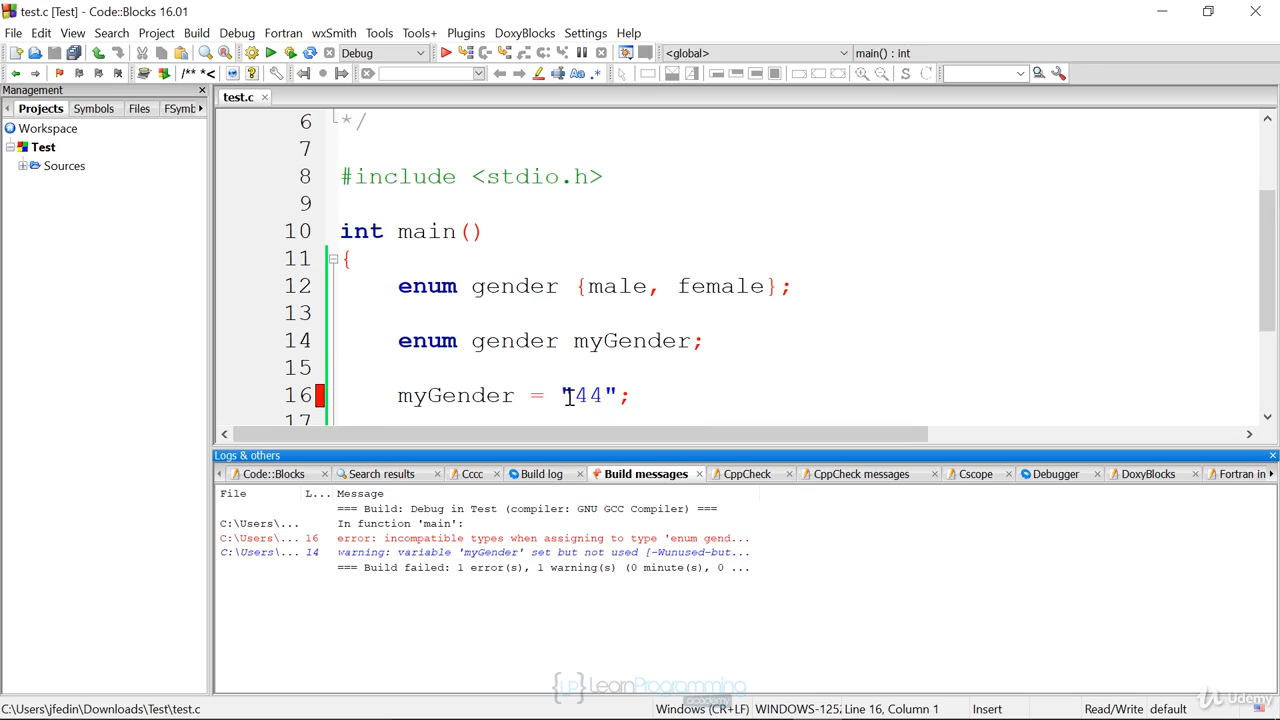 test.c [Test] - Code::Blocks 16.01
File Edit View Search Project Build Debug Fortran wxSmith Tools Tools+ Plugins DoxyBlocks Settings Help
Debug <global> main() : int
/** *<
Management
test.c
Projects Symbols Files FSymb
Workspace
Test
Sources
6 */
7
8 #include <stdio.h>
9
10 int main()
11 {
12 enum gender {male, female};
13
14 enum gender myGender;
15
16 myGender = "44";
17
Logs & others
Code::Blocks Search results Cccc Build log Build messages CppCheck CppCheck messages Cscope Debugger DoxyBlocks Fortran in
File L... Message
=== Build: Debug in Test (compiler: GNU GCC Compiler) ===
C:\Users\... In function 'main':
C:\Users\... 16 error: incompatible types when assigning to type 'enum gend...
C:\Users\... 14 warning: variable 'myGender' set but not used [-Wunused-but...
=== Build failed: 1 error(s), 1 warning(s) (0 minute(s), 0 ...
LP LearnProgramming
academy
Udemy
C:\Users\jfedin\Downloads\Test\test.c Windows (CR+LF) WINDOWS-125 Line 16, Column 1 Insert Read/Write default